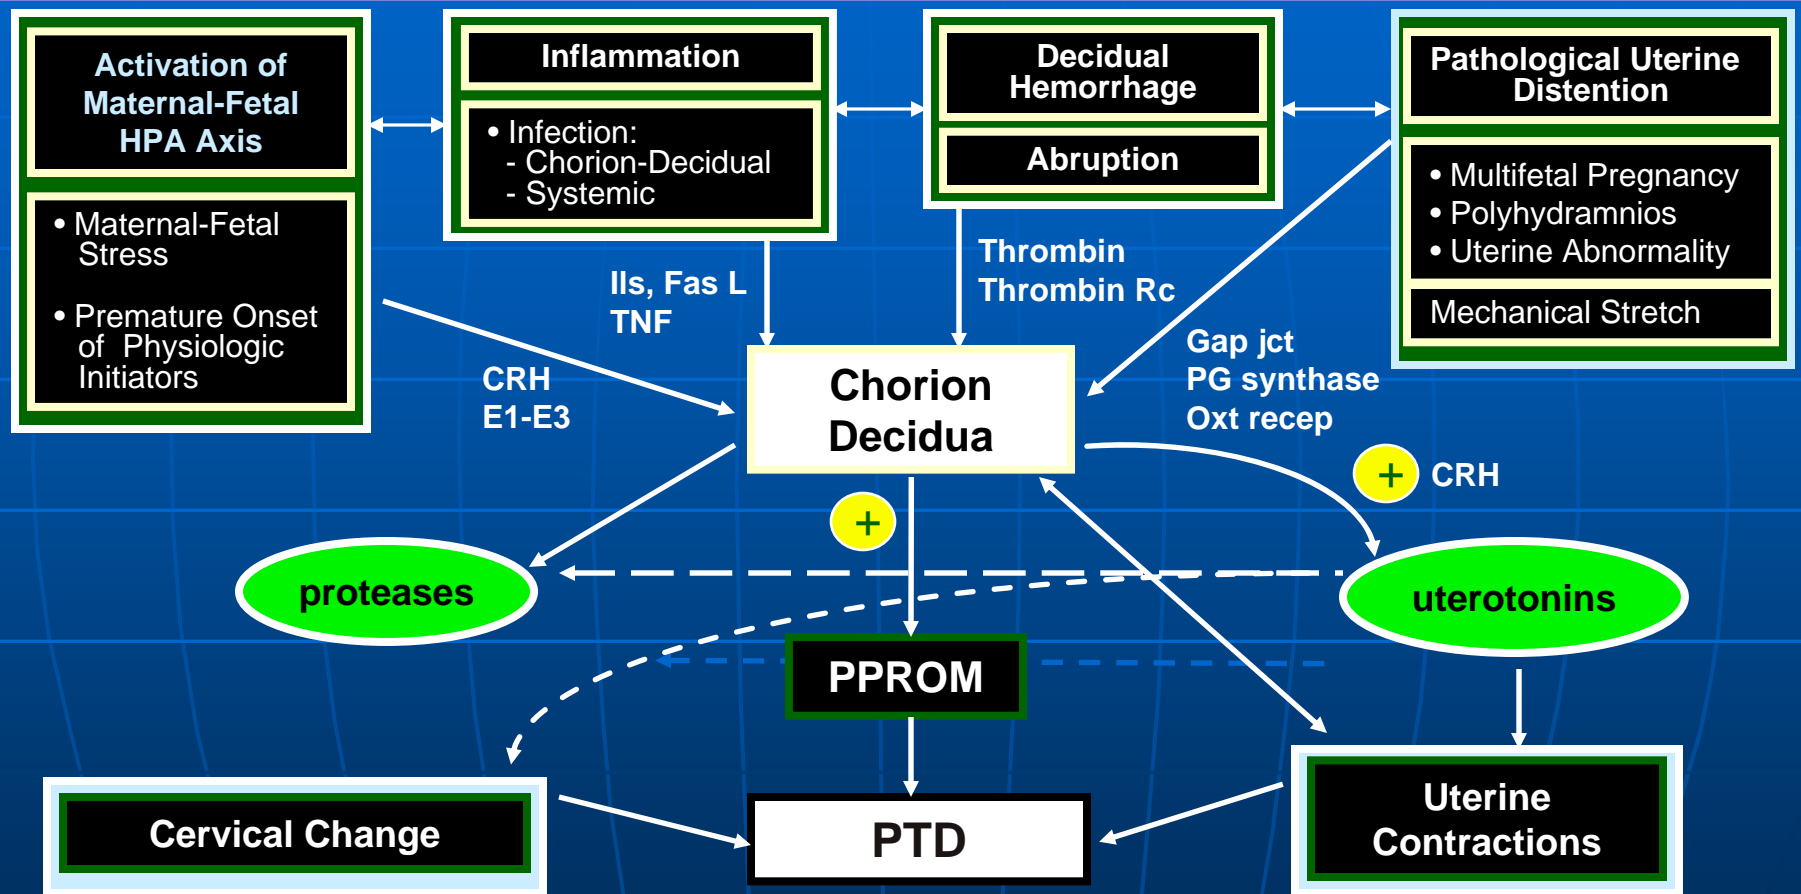 Activation of
Maternal-Fetal
HPA Axis
• Maternal-Fetal
Stress
• Premature Onset
of Physiologic
Initiators
Inflammation
• Infection:
- Chorion-Decidual
- Systemic
Decidual
Hemorrhage
Abruption
Pathological Uterine
Distention
• Multifetal Pregnancy
• Polyhydramnios
• Uterine Abnormality
Mechanical Stretch
Ils, Fas L
TNF
Thrombin
Thrombin Rc
CRH
E1-E3
Gap jct
PG synthase
Oxt recep
Chorion
Decidua
+
+ CRH
proteases
uterotonins
PPROM
Cervical Change
PTD
Uterine
Contractions